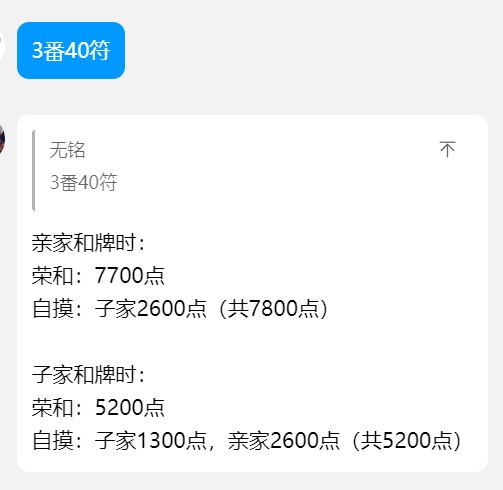 3番40符
无铭
3番40符
亲家和牌时：
荣和：7700点
自摸：子家2600点（共7800点）
子家和牌时：
荣和：5200点
自摸：子家1300点，亲家2600点（共5200点）